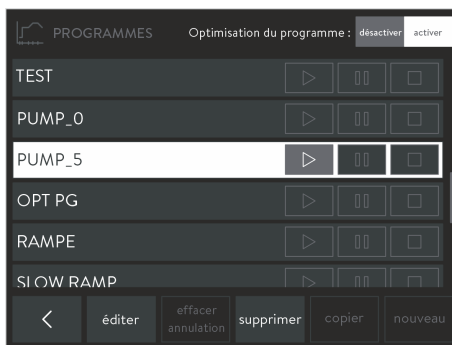 PROGRAMMES Optimisation du programme : désactiver activer
TEST
PUMP_0
PUMP_5
OPT PG
RAMPE
SLOW RAMP
éditer effacer annulation supprimer copier nouveau